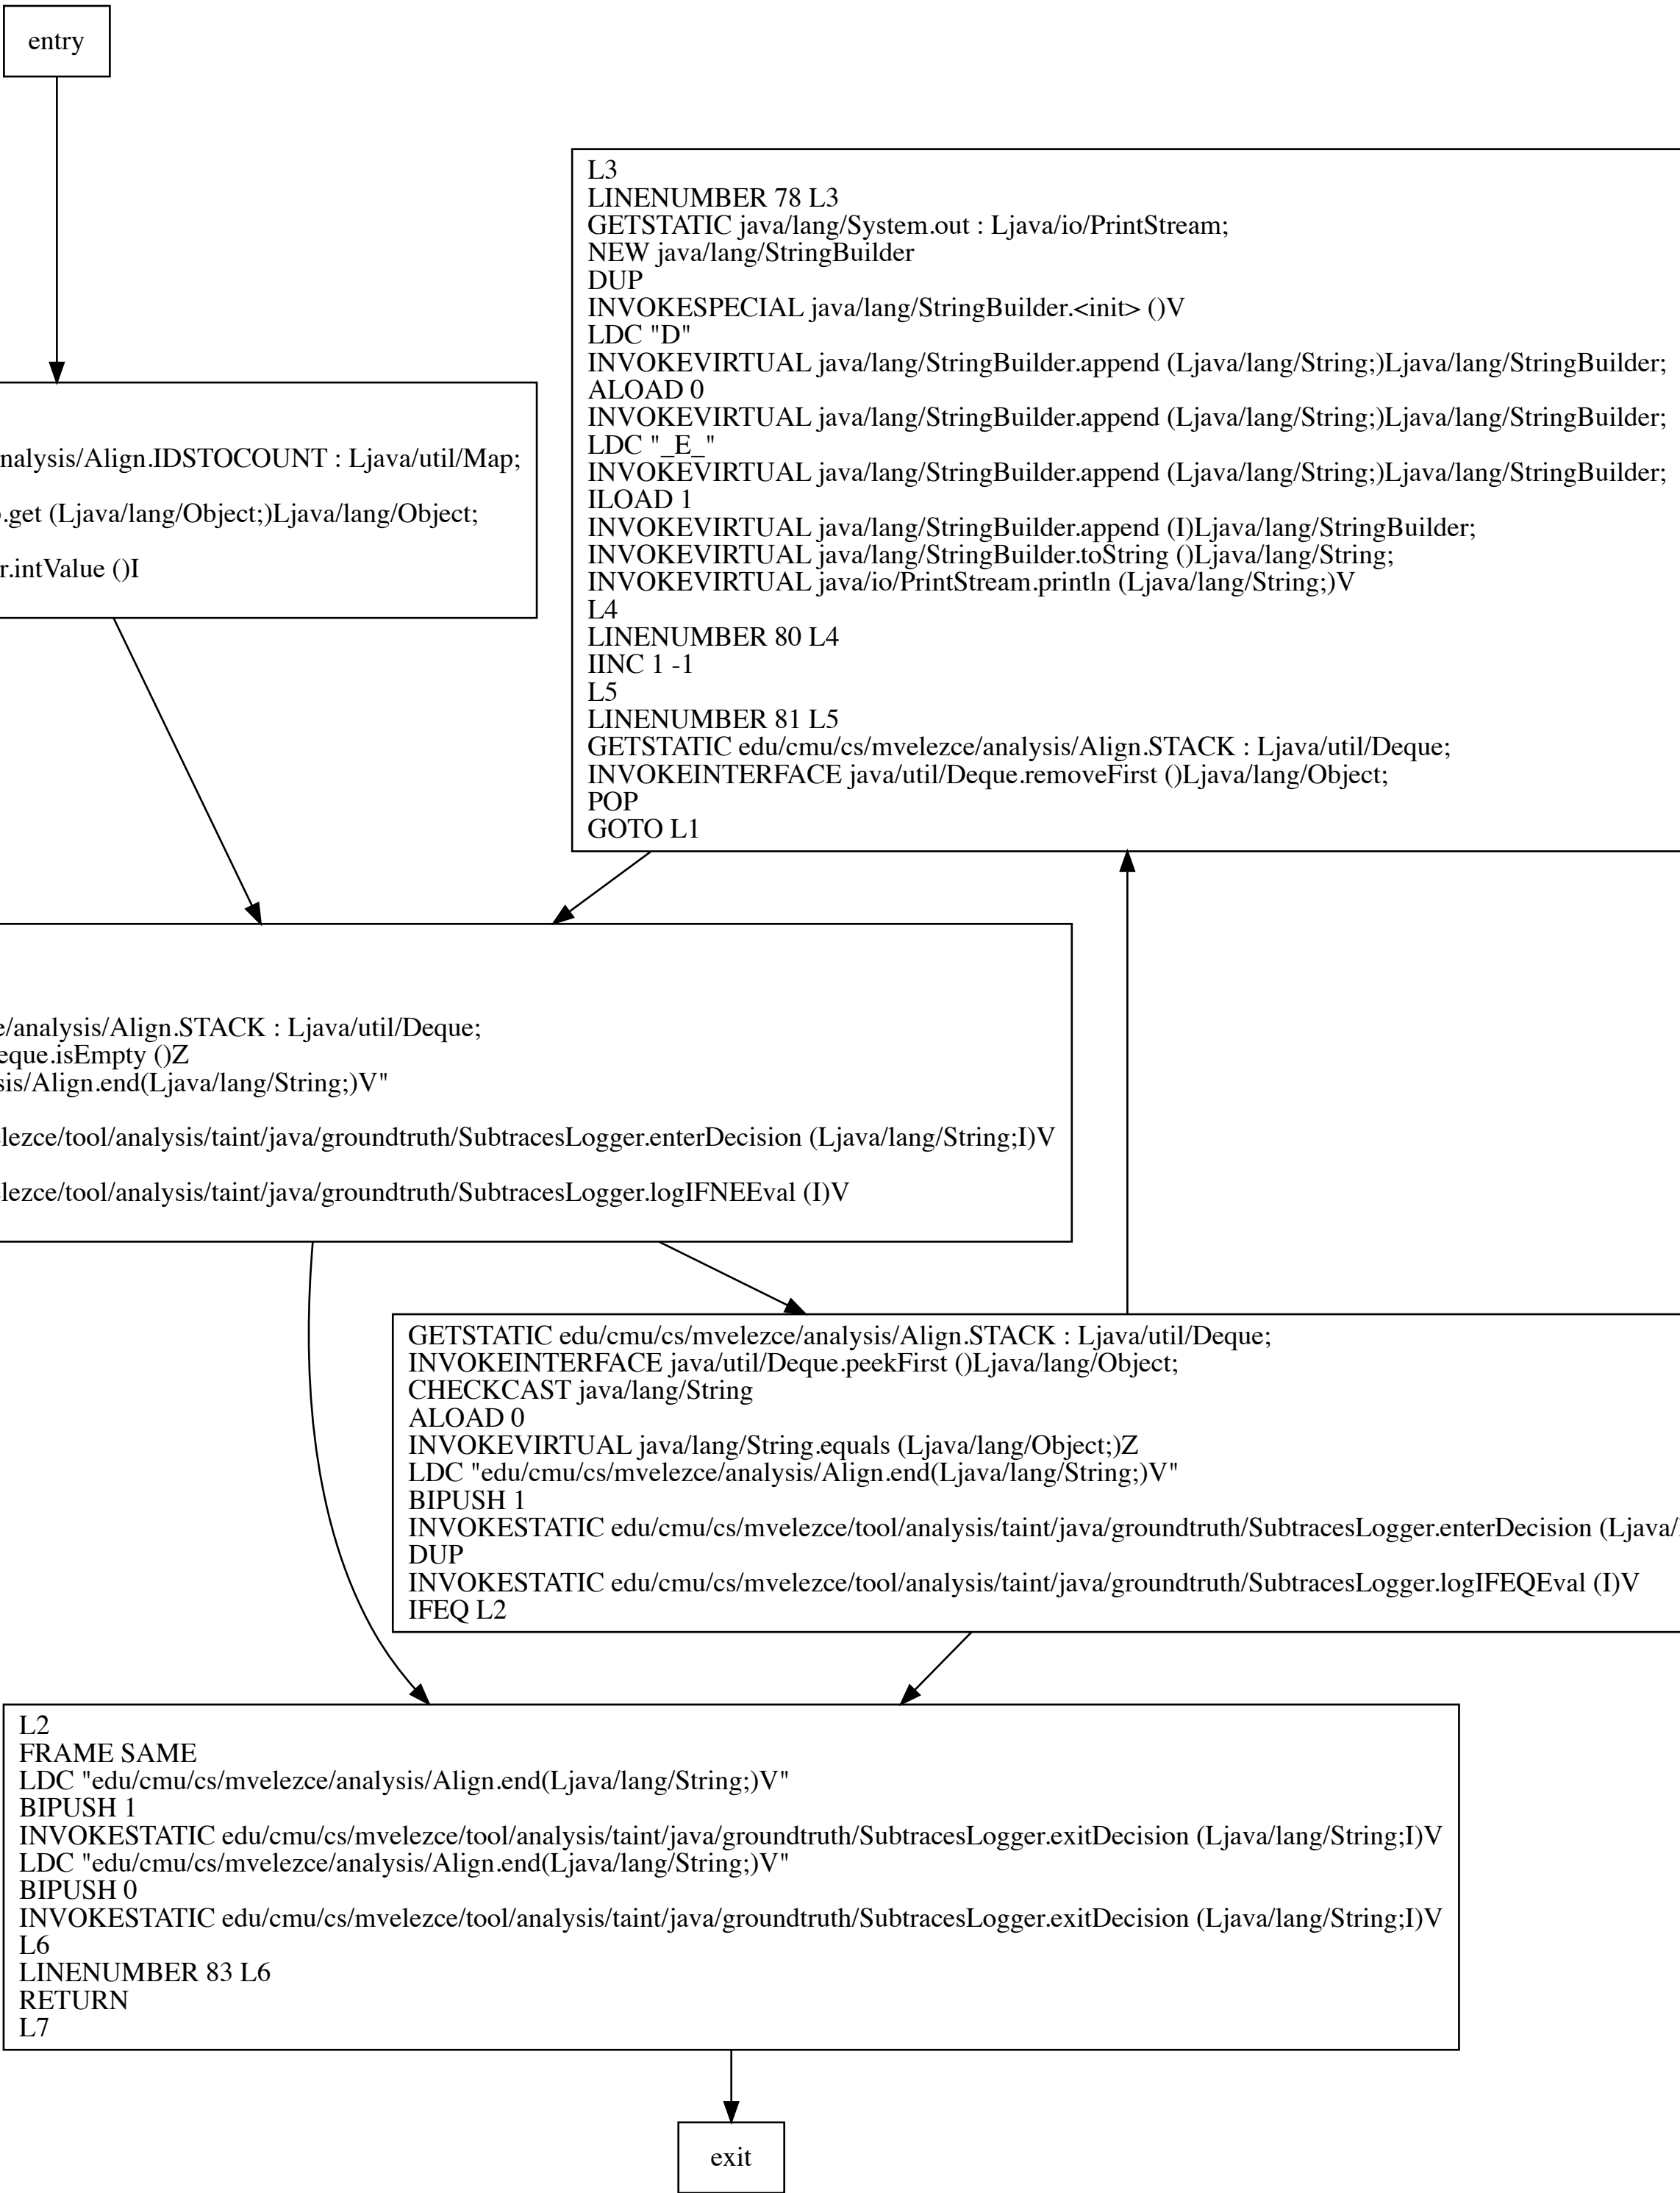 entry
L3
LINENUMBER 78 L3
GETSTATIC java/lang/System.out : Ljava/io/PrintStream;
NEW java/lang/StringBuilder
DUP
INVOKESPECIAL java/lang/StringBuilder.<init> ()V
LDC "D"
INVOKEVIRTUAL java/lang/StringBuilder.append (Ljava/lang/String;)Ljava/lang/StringBuilder;
ALOAD 0
INVOKEVIRTUAL java/lang/StringBuilder.append (Ljava/lang/String;)Ljava/lang/StringBuilder;
LDC "_E_"
INVOKEVIRTUAL java/lang/StringBuilder.append (Ljava/lang/String;)Ljava/lang/StringBuilder;
ILOAD 1
INVOKEVIRTUAL java/lang/StringBuilder.append (I)Ljava/lang/StringBuilder;
INVOKEVIRTUAL java/lang/StringBuilder.toString ()Ljava/lang/String;
INVOKEVIRTUAL java/io/PrintStream.println (Ljava/lang/String;)V
L4
LINENUMBER 80 L4
IINC 1 -1
L5
LINENUMBER 81 L5
GETSTATIC edu/cmu/cs/mvelezce/analysis/Align.STACK : Ljava/util/Deque;
INVOKEINTERFACE java/util/Deque.removeFirst ()Ljava/lang/Object;
POP
GOTO L1
nalysis/Align.IDSTOCOUNT : Ljava/util/Map;
.get (Ljava/lang/Object;)Ljava/lang/Object;
r.intValue ()I
e/analysis/Align.STACK : Ljava/util/Deque;
eque.isEmpty ()Z
sis/Align.end(Ljava/lang/String;)V"
lezce/tool/analysis/taint/java/groundtruth/SubtracesLogger.enterDecision (Ljava/lang/String;I)V
lezce/tool/analysis/taint/java/groundtruth/SubtracesLogger.logIFNEEval (I)V
GETSTATIC edu/cmu/cs/mvelezce/analysis/Align.STACK : Ljava/util/Deque;
INVOKEINTERFACE java/util/Deque.peekFirst ()Ljava/lang/Object;
CHECKCAST java/lang/String
ALOAD 0
INVOKEVIRTUAL java/lang/String.equals (Ljava/lang/Object;)Z
LDC "edu/cmu/cs/mvelezce/analysis/Align.end(Ljava/lang/String;)V"
BIPUSH 1
INVOKESTATIC edu/cmu/cs/mvelezce/tool/analysis/taint/java/groundtruth/SubtracesLogger.enterDecision (Ljava/
DUP
INVOKESTATIC edu/cmu/cs/mvelezce/tool/analysis/taint/java/groundtruth/SubtracesLogger.logIFEQEval (I)V
IFEQ L2
L2
FRAME SAME
LDC "edu/cmu/cs/mvelezce/analysis/Align.end(Ljava/lang/String;)V"
BIPUSH 1
INVOKESTATIC edu/cmu/cs/mvelezce/tool/analysis/taint/java/groundtruth/SubtracesLogger.exitDecision (Ljava/lang/String;I)V
LDC "edu/cmu/cs/mvelezce/analysis/Align.end(Ljava/lang/String;)V"
BIPUSH 0
INVOKESTATIC edu/cmu/cs/mvelezce/tool/analysis/taint/java/groundtruth/SubtracesLogger.exitDecision (Ljava/lang/String;I)V
L6
LINENUMBER 83 L6
RETURN
L7
exit